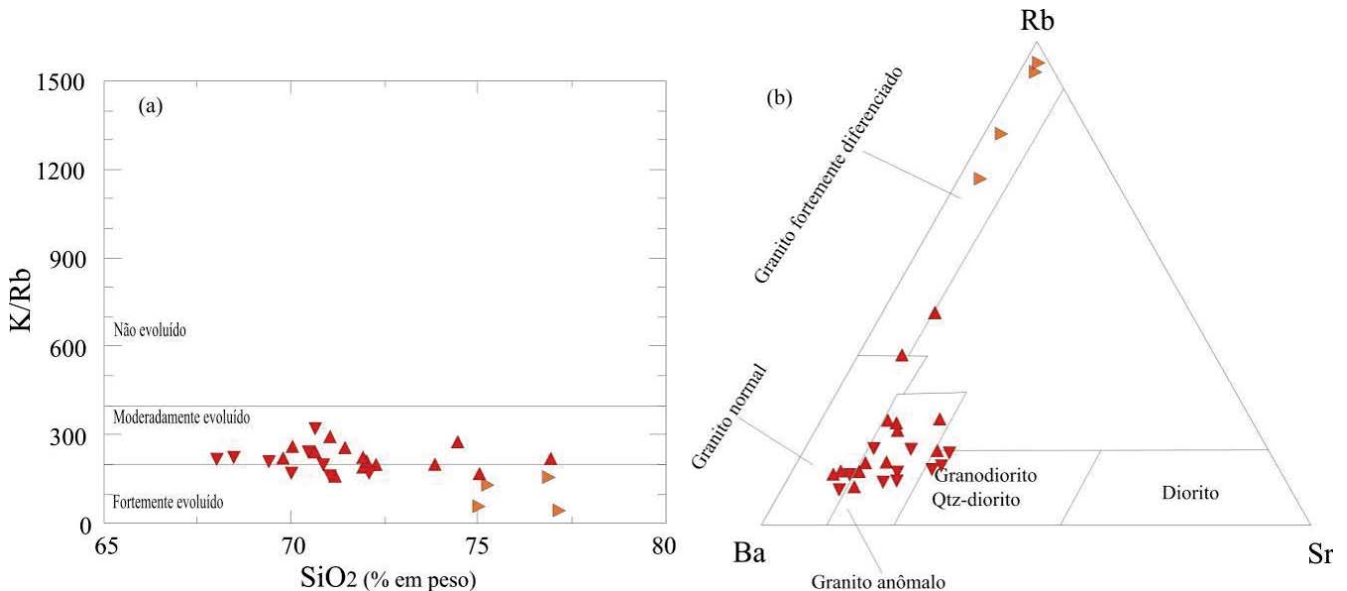 (a)
1500
1200
900
600
300
0
K/Rb
Não evoluído
Moderadamente evoluído
Fortemente evoluído
65
70
75
80
SiO2 (% em peso)
(b)
Rb
Granito fortemente diferenciado
Granito normal
Granodiorito
Qtz-diorito
Diorito
Ba
Sr
Granito anômalo